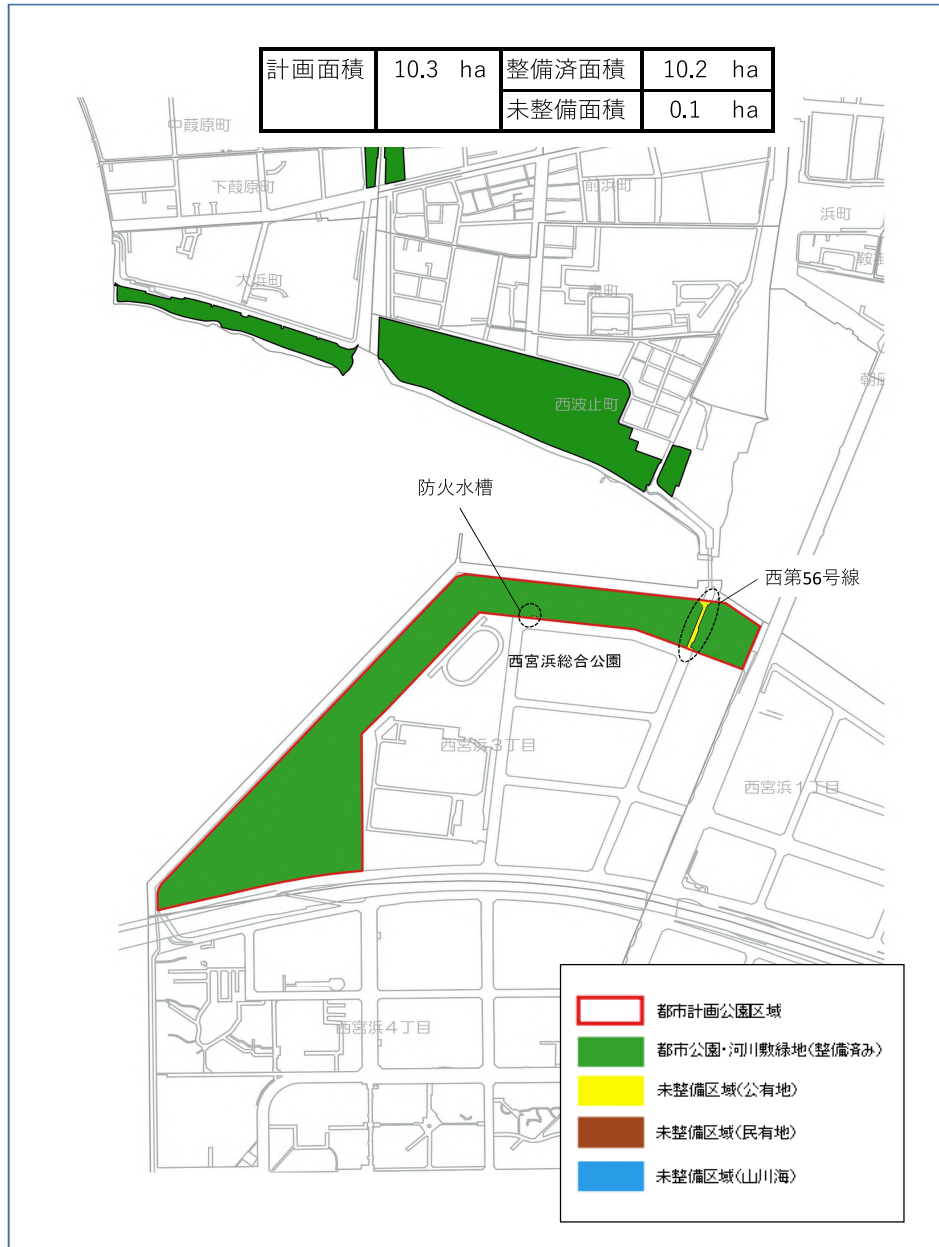 計画面積 10.3 ha 整備済面積 10.2 ha
未整備面積 0.1 ha
中葭原町
下葭原町
前浜町
浜町
大浜町
泉町
西波止町
防火水槽
西第56号線
西宮浜総合公園
西宮浜3丁目
西宮浜1丁目
西宮浜4丁目
都市計画公園区域
都市公園・河川敷緑地(整備済み)
未整備区域(公有地)
未整備区域(民有地)
未整備区域(山川海)